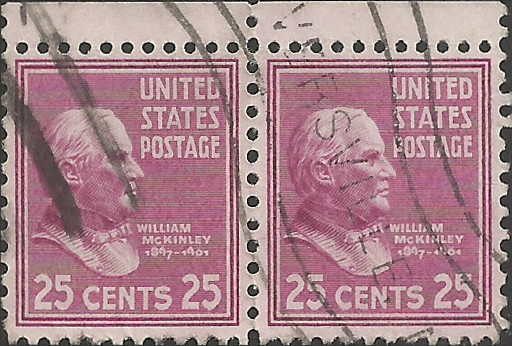 UNITED
STATES
POSTAGE
WILLIAM
McKINLEY
1897-1901
25 CENTS 25
UNITED
STATES
POSTAGE
WILLIAM
McKINLEY
1897-1901
25 CENTS 25